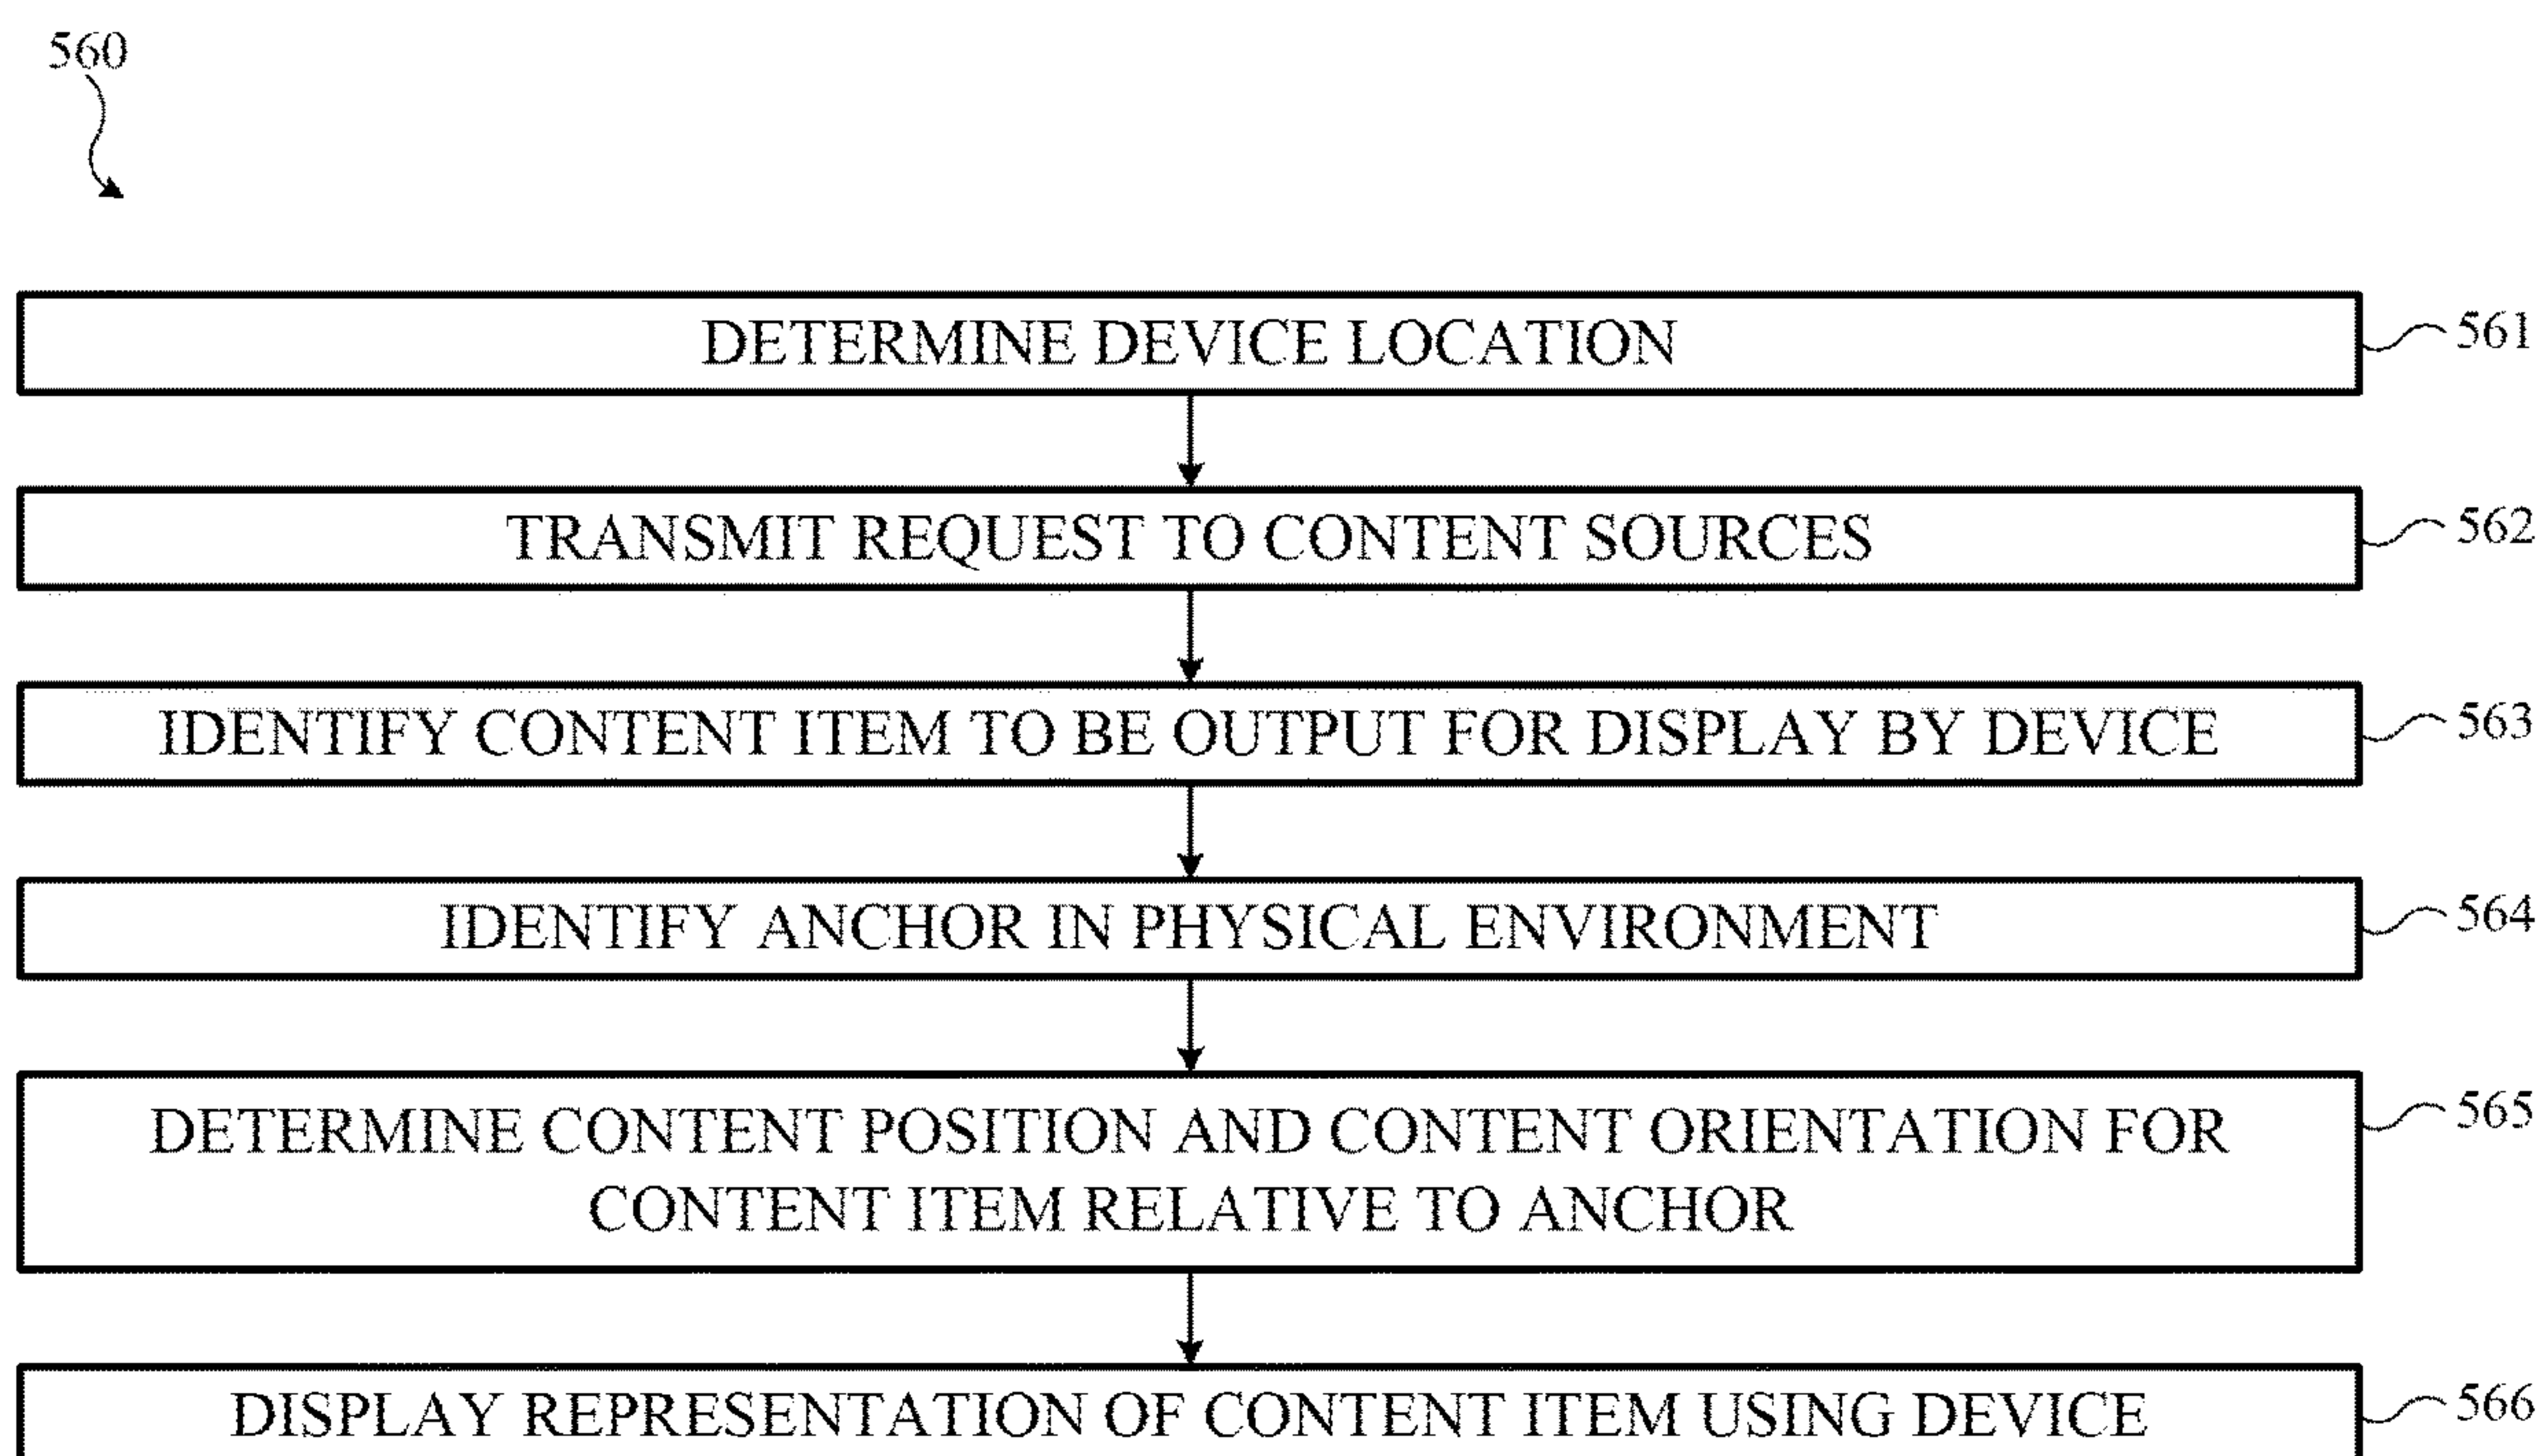 560
DETERMINE DEVICE LOCATION
561
TRANSMIT REQUEST TO CONTENT SOURCES
562
IDENTIFY CONTENT ITEM TO BE OUTPUT FOR DISPLAY BY DEVICE
563
IDENTIFY ANCHOR IN PHYSICAL ENVIRONMENT
564
DETERMINE CONTENT POSITION AND CONTENT ORIENTATION FOR
CONTENT ITEM RELATIVE TO ANCHOR
565
DISPLAY REPRESENTATION OF CONTENT ITEM USING DEVICE
566